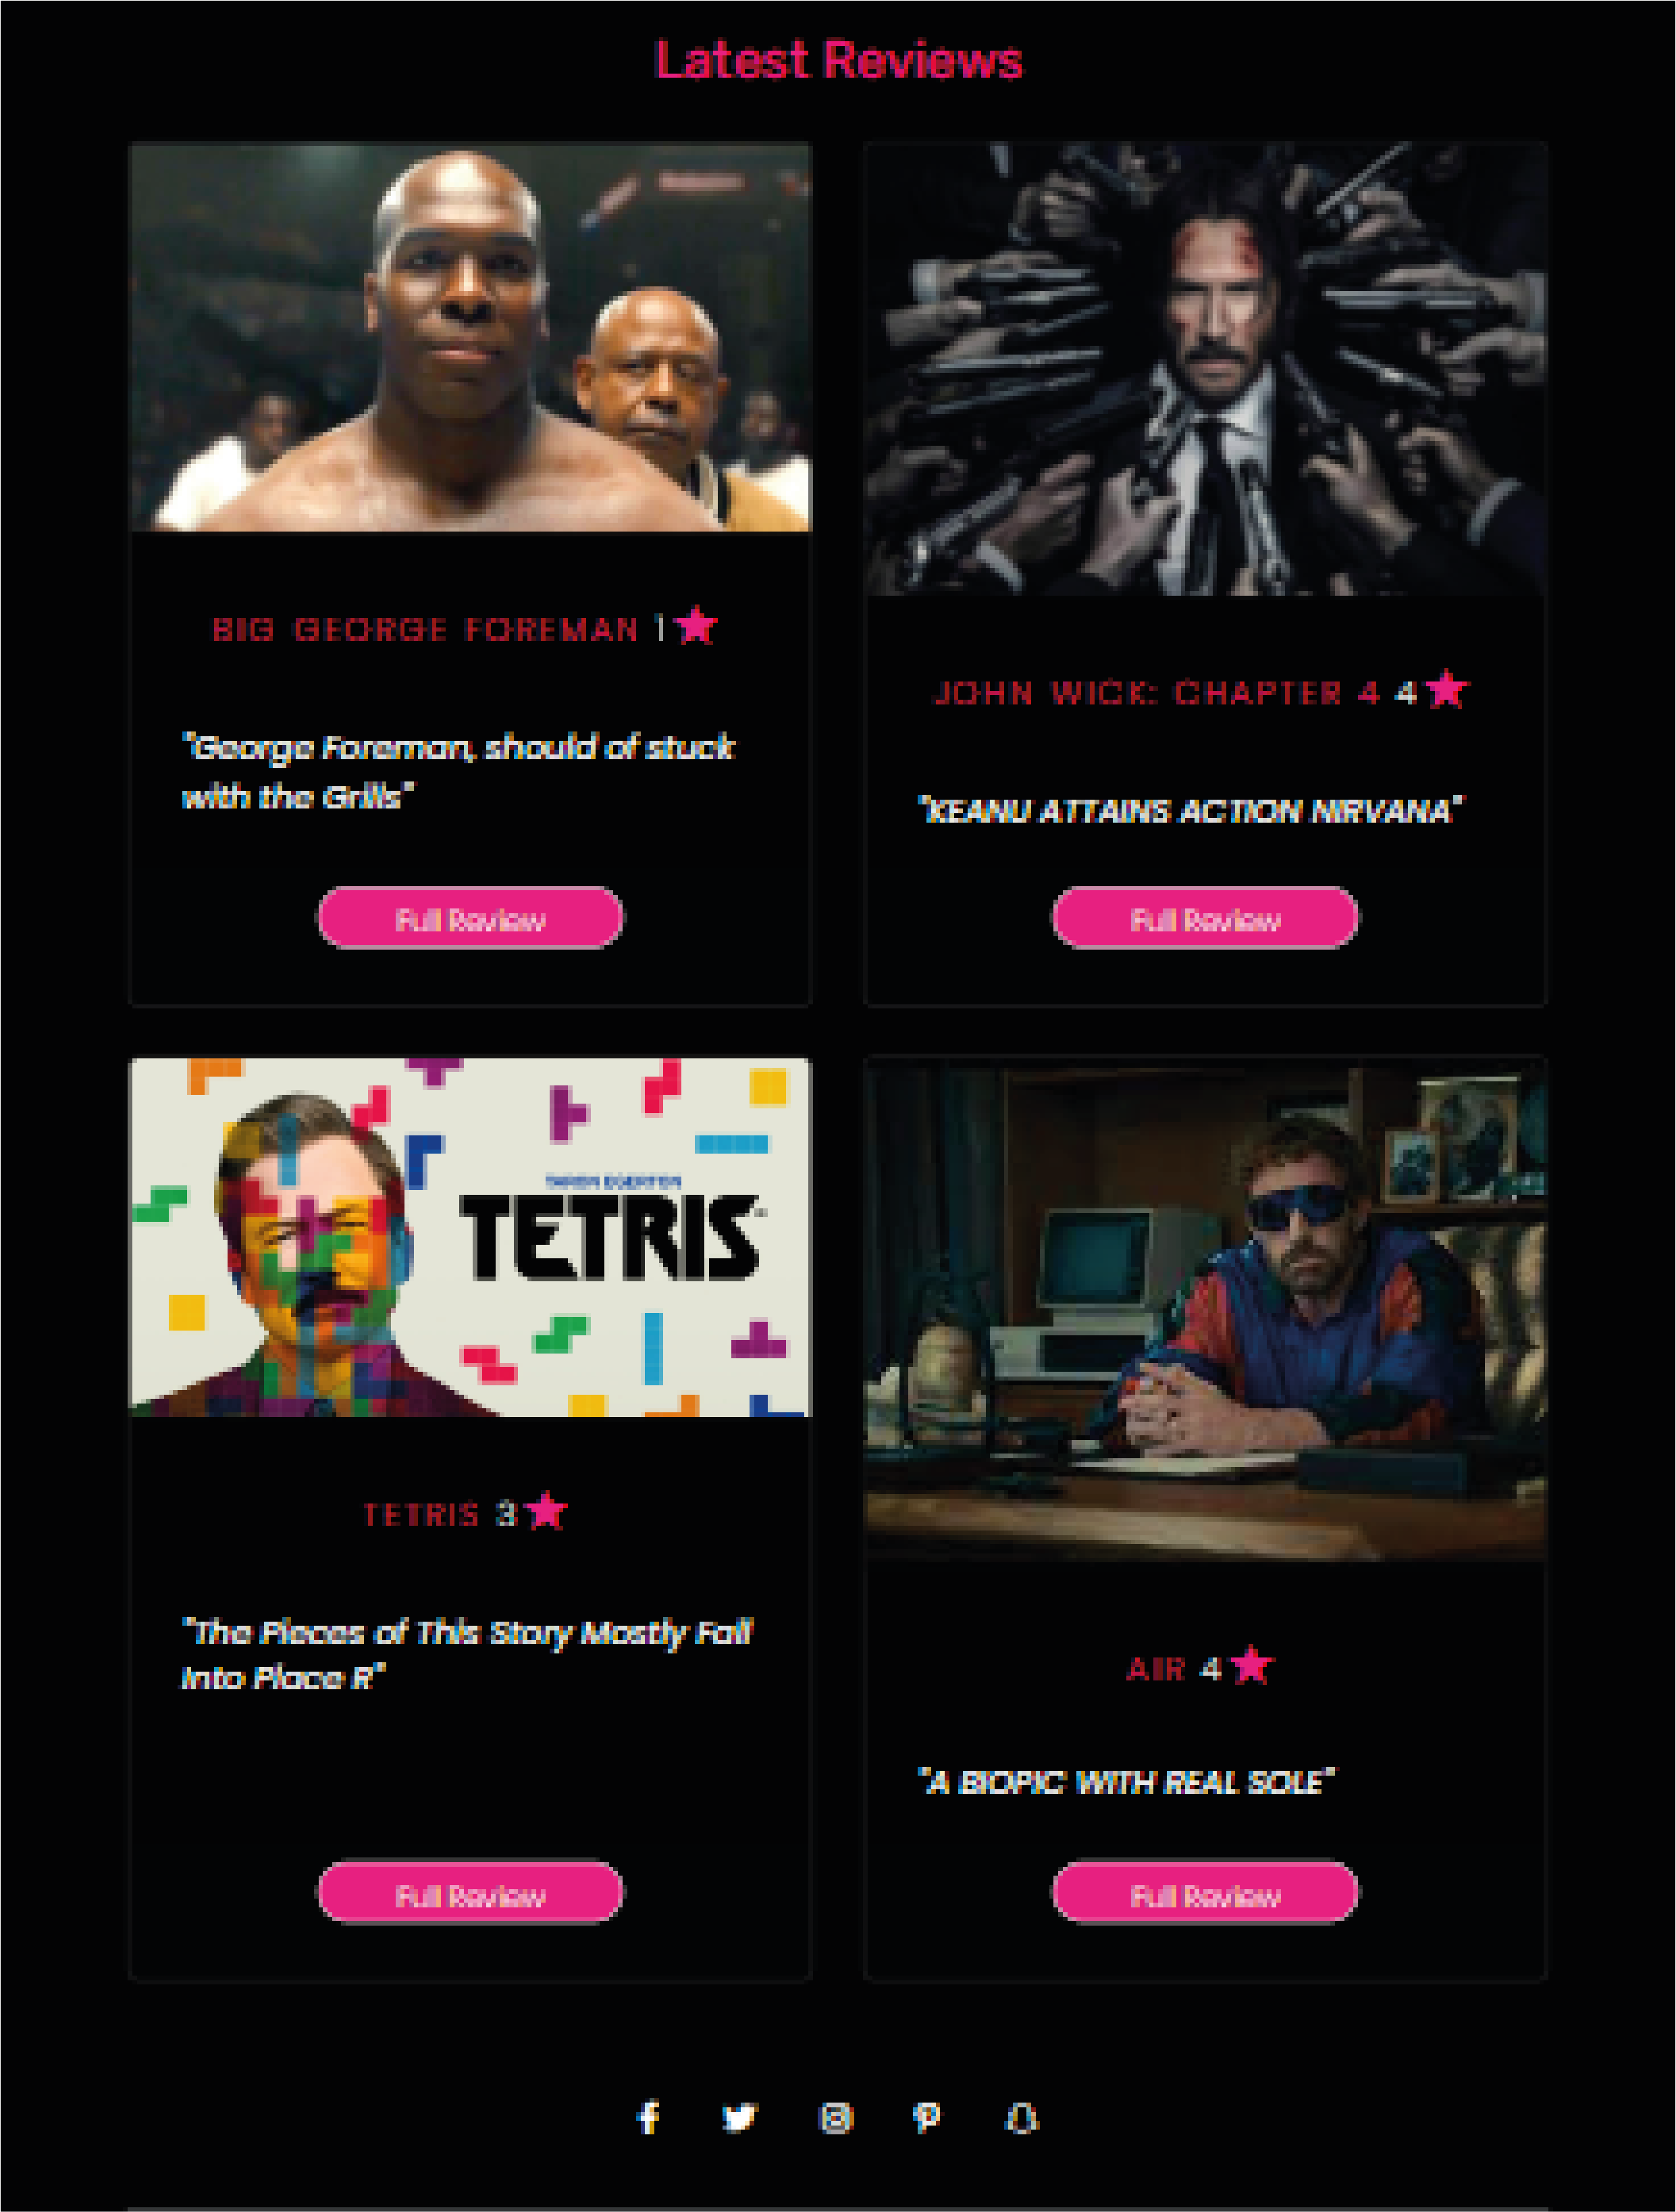 Latest Reviews
BIG GEORGE FOREMAN 1
"George Foreman, should of stuck
with the Grills"
Full Review
JOHN WICK: CHAPTER 4 4
"KEANU ATTAINS ACTION NIRVANA"
Full Review
TARON EGERTON
TETRIS
TETRIS 3
"The Pieces of This Story Mostly Fall
Into Place R"
Full Review
AIR 4
"A BIOPIC WITH REAL SOLE"
Full Review